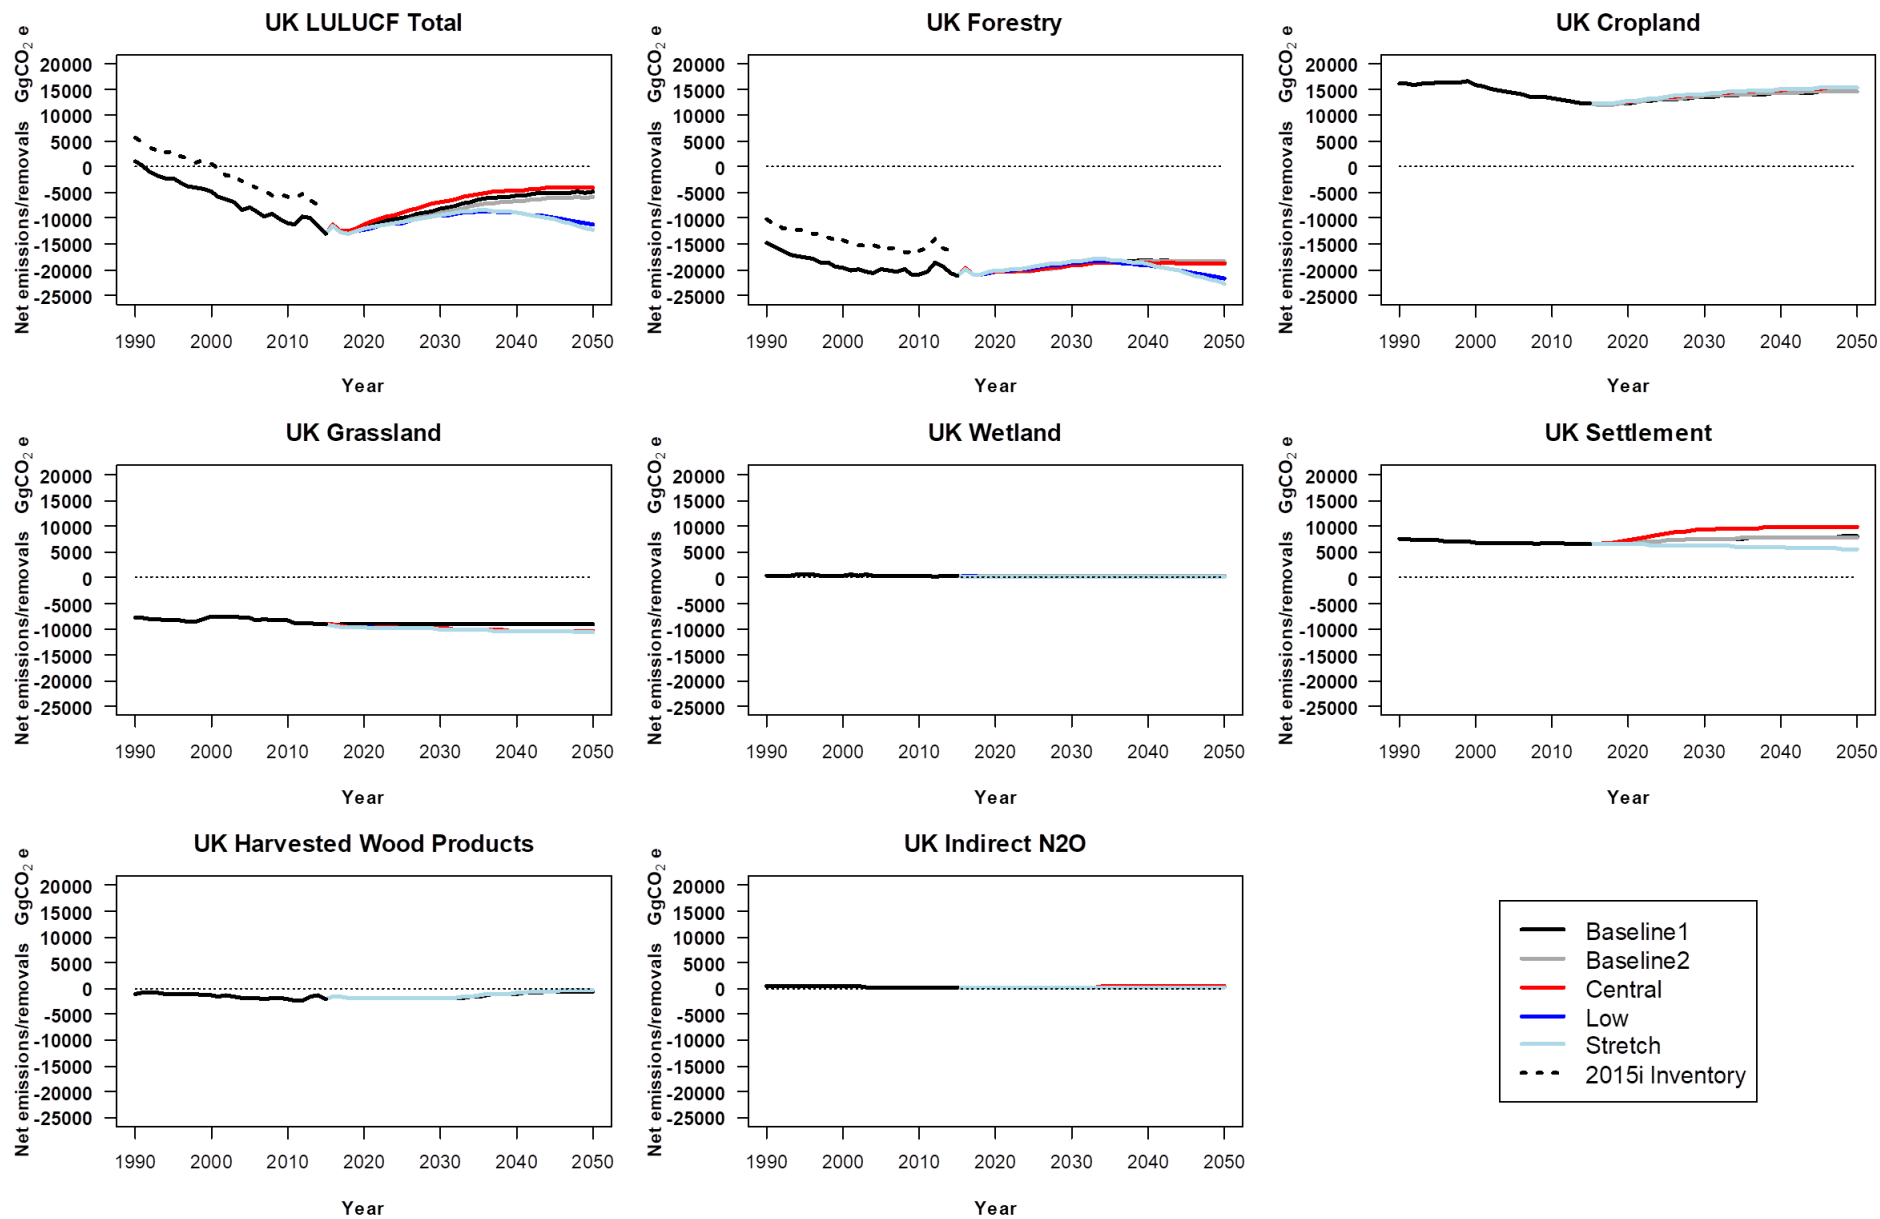 UK LULUCF Total
Net emissions/removals GgCO2 e
20000
15000
10000
5000
0
-5000
-10000
-15000
-20000
-25000
1990 2000 2010 2020 2030 2040 2050
Year
UK Forestry
Net emissions/removals GgCO2 e
20000
15000
10000
5000
0
-5000
-10000
-15000
-20000
-25000
1990 2000 2010 2020 2030 2040 2050
Year
UK Cropland
Net emissions/removals GgCO2 e
20000
15000
10000
5000
0
-5000
-10000
-15000
-20000
-25000
1990 2000 2010 2020 2030 2040 2050
Year
UK Grassland
Net emissions/removals GgCO2 e
20000
15000
10000
5000
0
-5000
-10000
-15000
-20000
-25000
1990 2000 2010 2020 2030 2040 2050
Year
UK Wetland
Net emissions/removals GgCO2 e
20000
15000
10000
5000
0
-5000
-10000
-15000
-20000
-25000
1990 2000 2010 2020 2030 2040 2050
Year
UK Settlement
Net emissions/removals GgCO2 e
20000
15000
10000
5000
0
-5000
-10000
-15000
-20000
-25000
1990 2000 2010 2020 2030 2040 2050
Year
UK Harvested Wood Products
Net emissions/removals GgCO2 e
20000
15000
10000
5000
0
-5000
-10000
-15000
-20000
-25000
1990 2000 2010 2020 2030 2040 2050
Year
UK Indirect N2O
Net emissions/removals GgCO2 e
20000
15000
10000
5000
0
-5000
-10000
-15000
-20000
-25000
1990 2000 2010 2020 2030 2040 2050
Year
Baseline1
Baseline2
Central
Low
Stretch
2015i Inventory